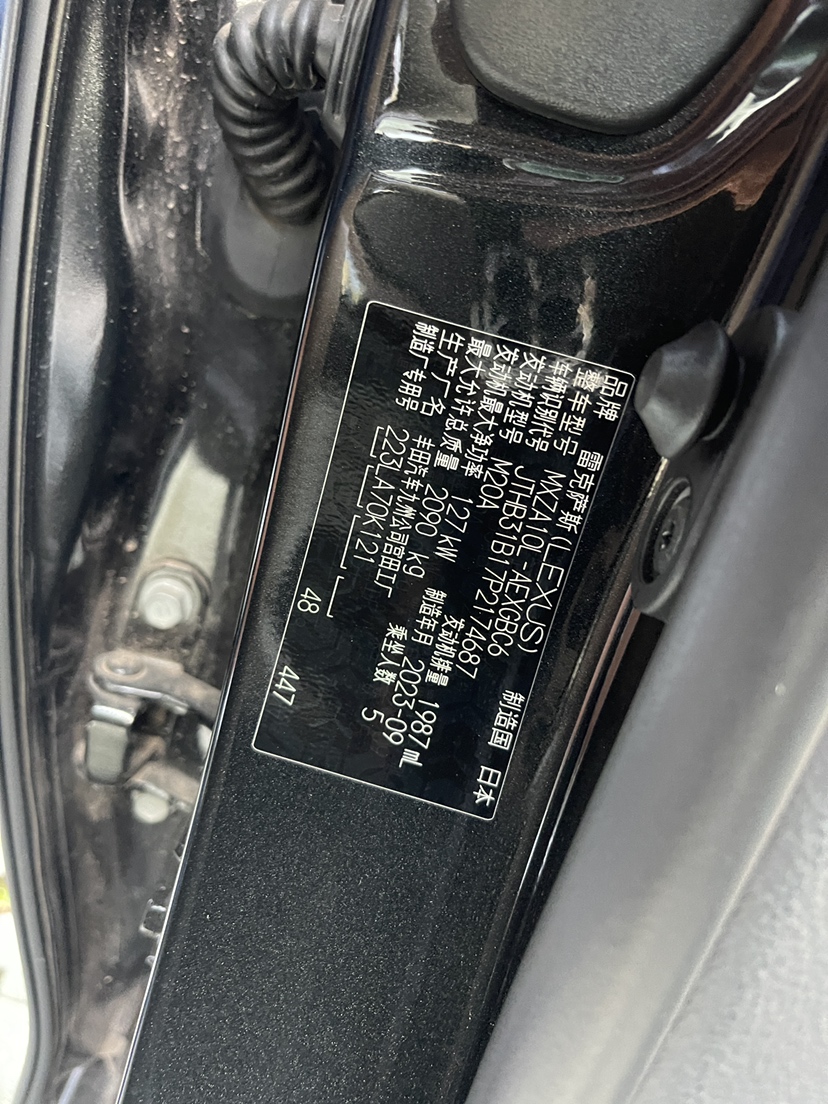 品牌 雷克萨斯(LEXUS) 制造国 日本
整车型号 MXZA10L-AEXGBC6
车辆识别代号 JTHB31B17P2174687
发动机型号 M20A 发动机排量 1987 mL
发动机最大净功率 127 kW 制造年月 2023-09
最大允许总质量 2090 kg 乘坐人数 5
生产厂名 丰田汽车九州公司宫田工厂
制造厂专用号 223LA70K121 48 447